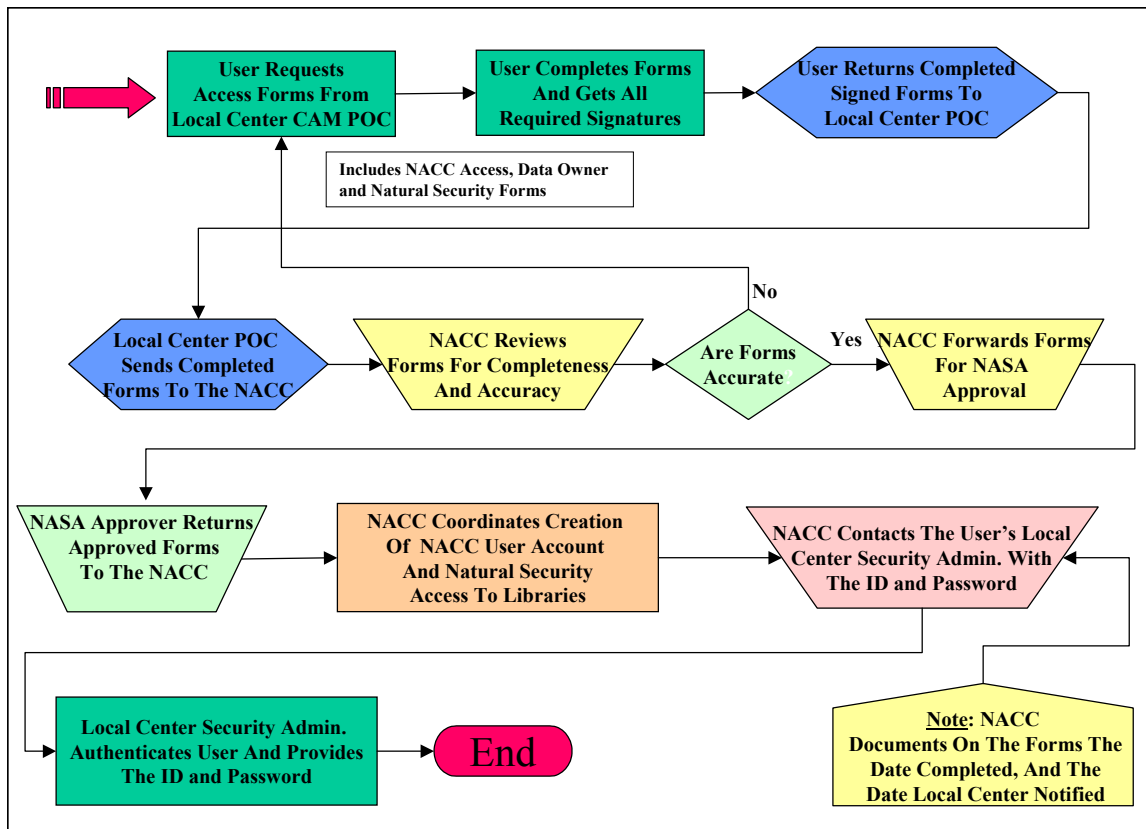 User Requests
Access Forms From
Local Center CAM POC
User Completes Forms
And Gets All
Required Signatures
User Returns Completed
Signed Forms To
Local Center POC
Includes NACC Access, Data Owner
and Natural Security Forms
Local Center POC
Sends Completed
Forms To The NACC
NACC Reviews
Forms For Completeness
And Accuracy
No
Are Forms
Accurate?
Yes
NACC Forwards Forms
For NASA
Approval
NASA Approver Returns
Approved Forms
To The NACC
NACC Coordinates Creation
Of NACC User Account
And Natural Security
Access To Libraries
NACC Contacts The User’s Local
Center Security Admin. With
The ID and Password
Local Center Security Admin.
Authenticates User And Provides
The ID and Password
End
Note: NACC
Documents On The Forms The
Date Completed, And The
Date Local Center Notified